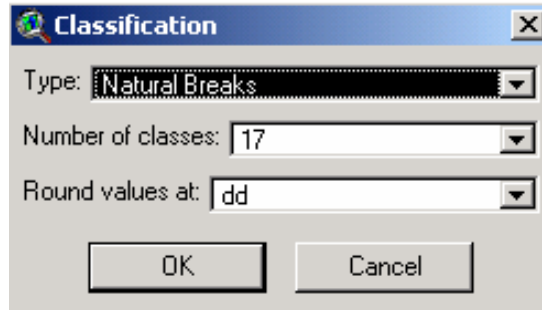 Classification
Type: Natural Breaks
Number of classes: 17
Round values at: dd
OK Cancel